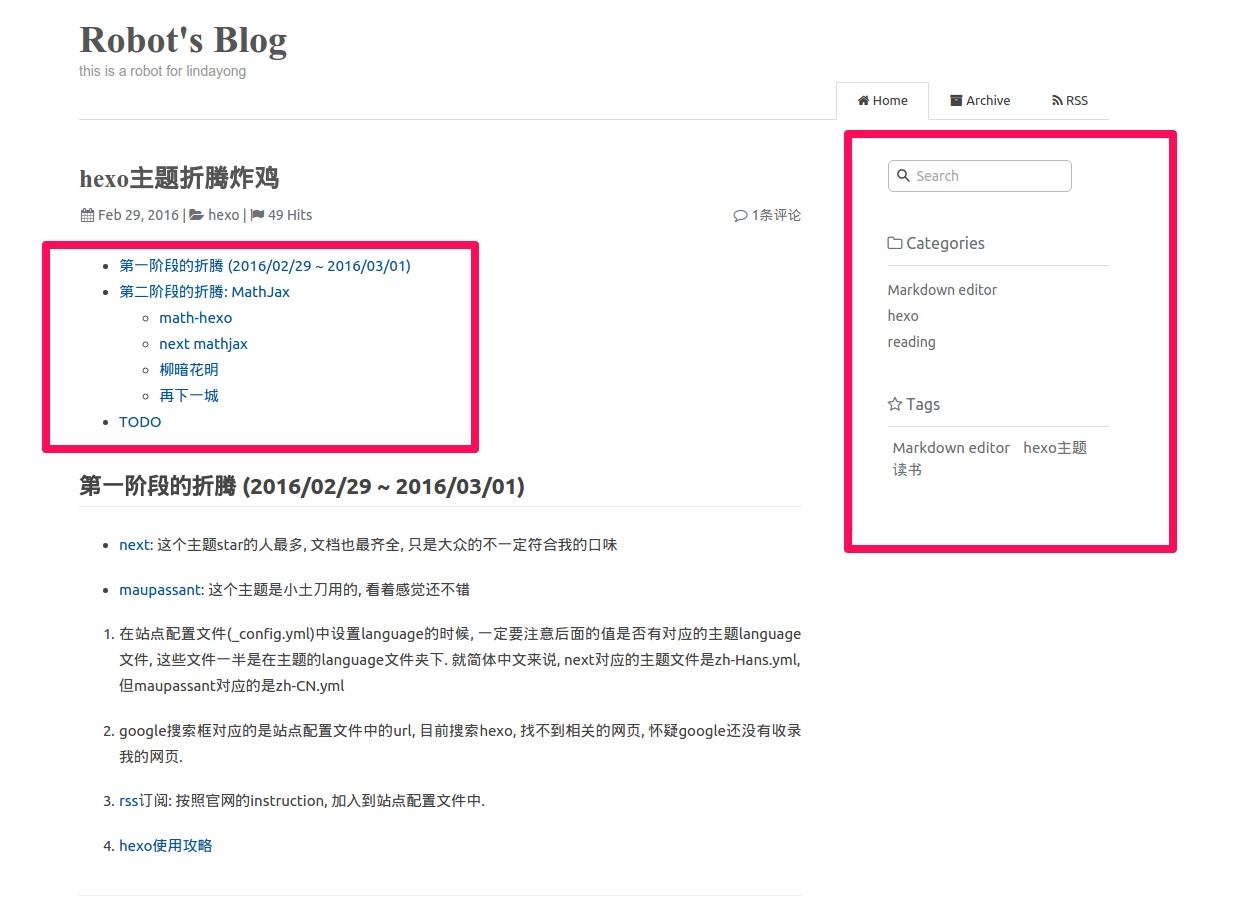 Robot's Blog
this is a robot for lindayong
Home Archive RSS
hexo主题折腾炸鸡
Feb 29, 2016 | hexo | 49 Hits 1条评论
第一阶段的折腾 (2016/02/29 ~ 2016/03/01)
第二阶段的折腾: MathJax
math-hexo
next mathjax
柳暗花明
再下一城
TODO
第一阶段的折腾 (2016/02/29 ~ 2016/03/01)
next: 这个主题star的人最多, 文档也最齐全, 只是大众的不一定符合我的口味
maupassant: 这个主题是小土刀用的, 看着感觉还不错
1. 在站点配置文件(_config.yml)中设置language的时候, 一定要注意后面的值是否有对应的主题language
文件, 这些文件一半是在主题的language文件夹下. 就简体中文来说, next对应的主题文件是zh-Hans.yml,
但maupassant对应的是zh-CN.yml
2. google搜索框对应的是站点配置文件中的url, 目前搜索hexo, 找不到相关的网页, 怀疑google还没有收录
我的网页.
3. rss订阅: 按照官网的instruction, 加入到站点配置文件中.
4. hexo使用攻略
Search
Categories
Markdown editor
hexo
reading
Tags
Markdown editor hexo主题
读书